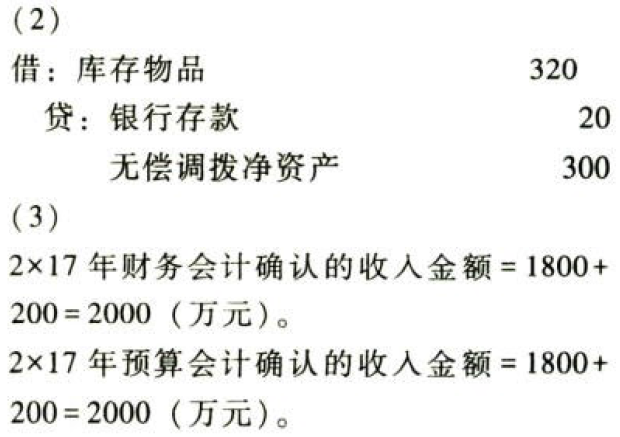 (2)
借：库存物品 320
贷：银行存款 20
无偿调拨净资产 300
(3)
2×17 年财务会计确认的收入金额 = 1800+
200 = 2000（万元）。
2×17 年预算会计确认的收入金额 = 1800+
200 = 2000（万元）。